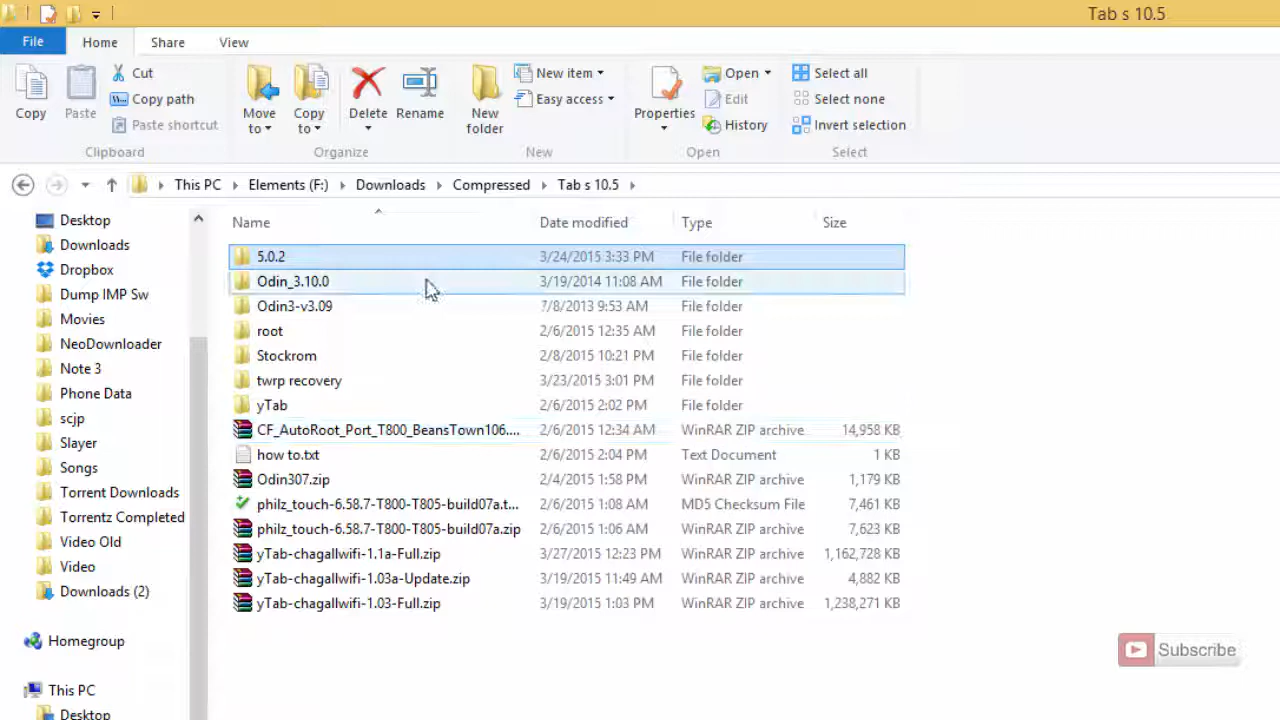 Tab s 10.5
File Home Share View
Copy Paste Cut Copy path Paste shortcut Clipboard
Move to Copy to Delete Rename Organize
New folder New item Easy access New
Properties Open Edit History Open
Select all Select none Invert selection Select
This PC Elements (F:) Downloads Compressed Tab s 10.5
Desktop
Downloads
Dropbox
Dump IMP Sw
Movies
NeoDownloader
Note 3
Phone Data
scjp
Slayer
Songs
Torrent Downloads
Torrentz Completed
Video Old
Video
Downloads (2)
Homegroup
This PC
Desktop
Name Date modified Type Size
5.0.2 3/24/2015 3:33 PM File folder
Odin_3.10.0 3/19/2014 11:08 AM File folder
Odin3-v3.09 7/8/2013 9:53 AM File folder
root 2/6/2015 12:35 AM File folder
Stockrom 2/8/2015 10:21 PM File folder
twrp recovery 3/23/2015 3:01 PM File folder
yTab 2/6/2015 2:02 PM File folder
CF_AutoRoot_Port_T800_BeansTown106.... 2/6/2015 12:34 AM WinRAR ZIP archive 14,958 KB
how to.txt 2/6/2015 2:04 PM Text Document 1 KB
Odin307.zip 2/4/2015 1:58 PM WinRAR ZIP archive 1,179 KB
philz_touch-6.58.7-T800-T805-build07a.t... 2/6/2015 1:08 AM MD5 Checksum File 7,461 KB
philz_touch-6.58.7-T800-T805-build07a.zip 2/6/2015 1:06 AM WinRAR ZIP archive 7,623 KB
yTab-chagallwifi-1.1a-Full.zip 3/27/2015 12:23 PM WinRAR ZIP archive 1,162,728 KB
yTab-chagallwifi-1.03a-Update.zip 3/19/2015 11:49 AM WinRAR ZIP archive 4,882 KB
yTab-chagallwifi-1.03-Full.zip 3/19/2015 1:03 PM WinRAR ZIP archive 1,238,271 KB
Subscribe